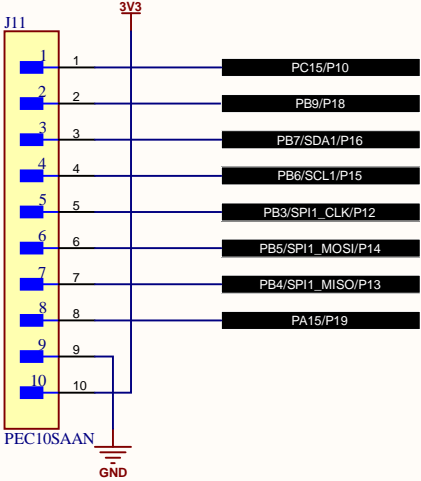 3V3
J11
1 1 PC15/P10
2 2 PB9/P18
3 3 PB7/SDA1/P16
4 4 PB6/SCL1/P15
5 5 PB3/SPI1_CLK/P12
6 6 PB5/SPI1_MOSI/P14
7 7 PB4/SPI1_MISO/P13
8 8 PA15/P19
9 9
10 10
PEC10SAAN
GND